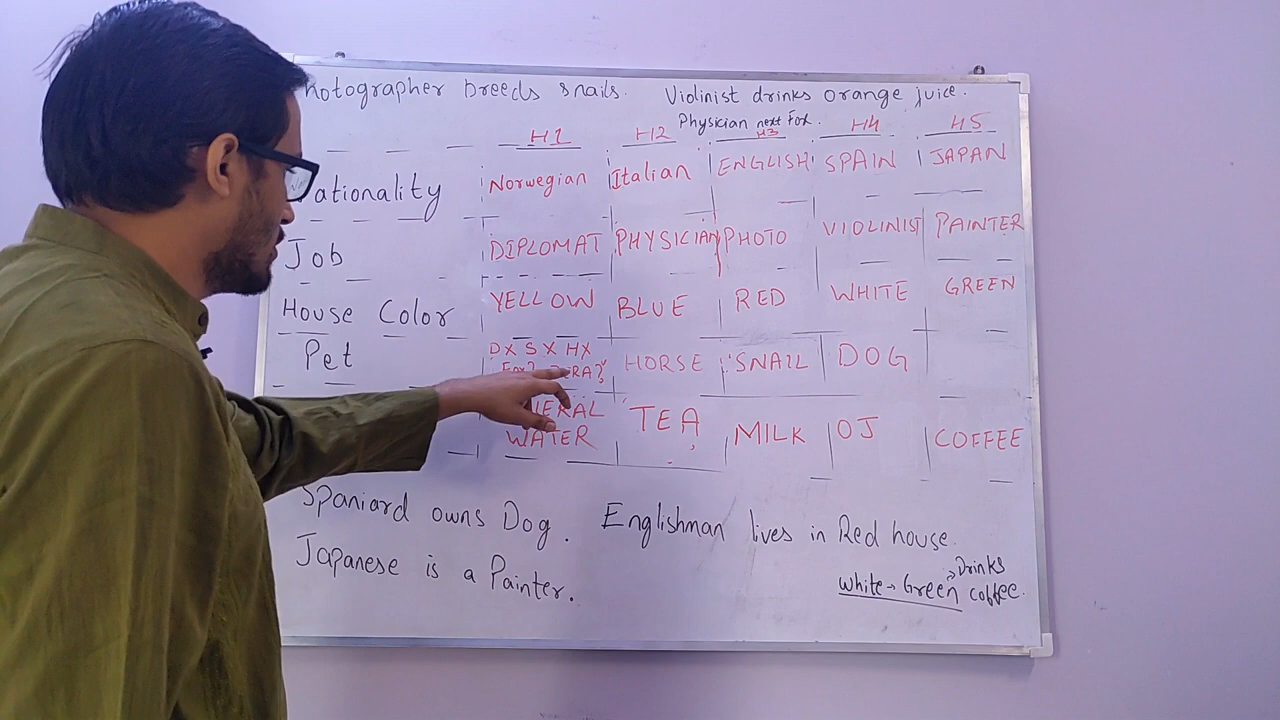 hotographer breeds snails. Violinist drinks orange juice.
Physician next Fox.
H1 H2 H3 H4 H5
ationality Norwegian Italian ENGLISH SPAIN JAPAN
Job DIPLOMAT PHYSICIAN PHOTO VIOLINIST PAINTER
House Color YELLOW BLUE RED WHITE GREEN
Pet DX SX HX HORSE SNAIL DOG
WATER TEA MILK OJ COFFEE
Spaniard owns Dog. Englishman lives in Red house.
Japanese is a Painter.
White → Green → Drinks coffee.